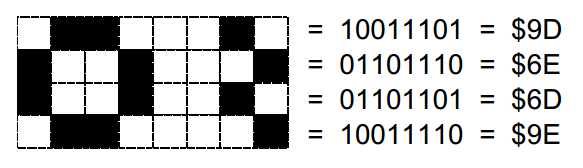 = 10011101 = $9D
= 01101110 = $6E
= 01101101 = $6D
= 10011110 = $9E